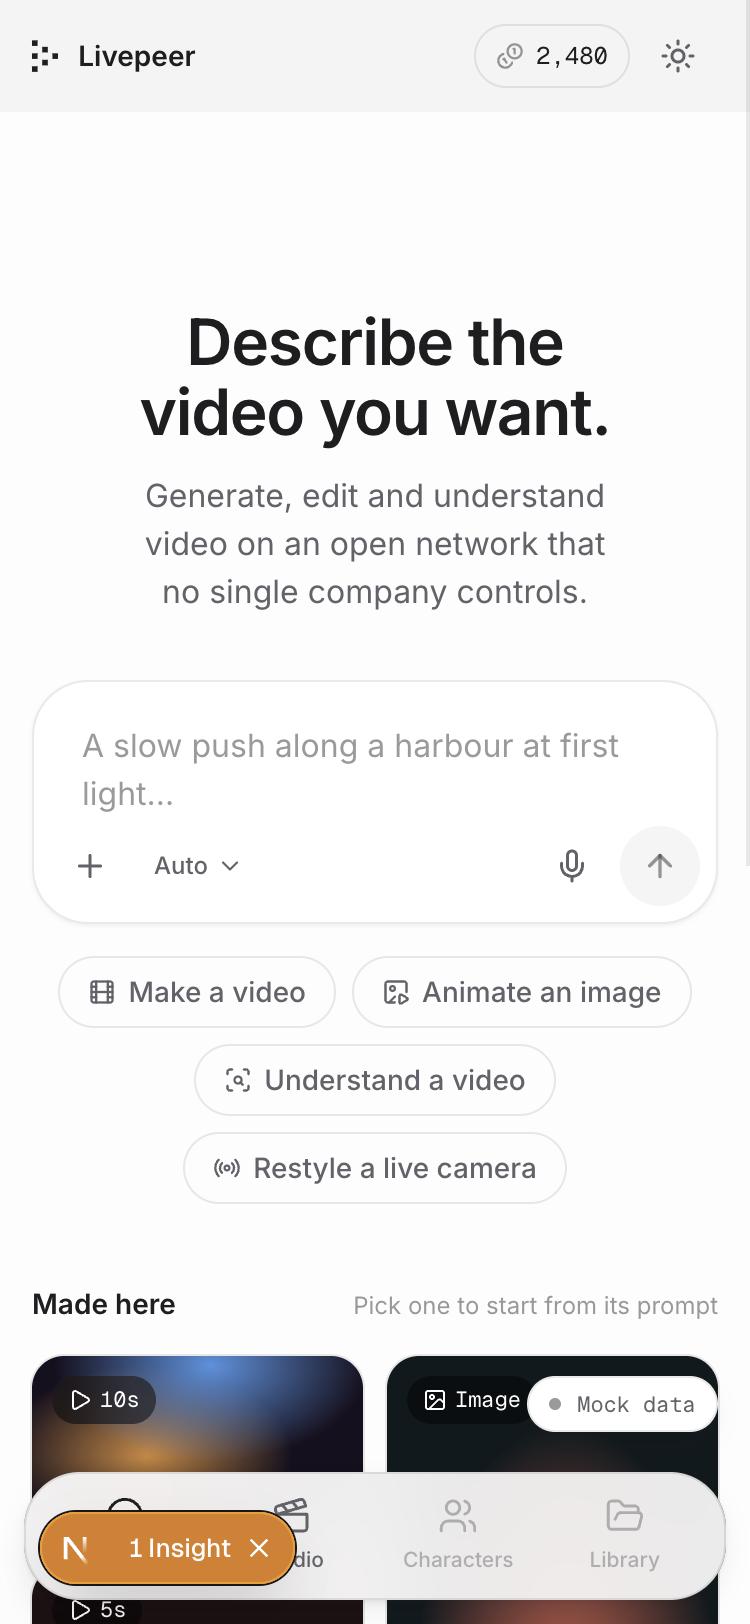 Livepeer
2,480
Describe the
video you want.
Generate, edit and understand
video on an open network that
no single company controls.
A slow push along a harbour at first
light...
Auto
Make a video
Animate an image
Understand a video
Restyle a live camera
Made here
Pick one to start from its prompt
10s
Image
Mock data
1 Insight
dio
Characters
Library
5s